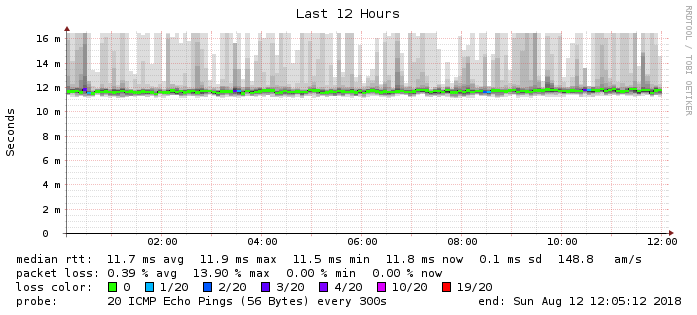 Last 12 Hours
RRDTOOL / TOBI OETIKER
Seconds
16 m
14 m
12 m
10 m
8 m
6 m
4 m
2 m
0
02:00 04:00 06:00 08:00 10:00 12:00
median rtt: 11.7 ms avg 11.9 ms max 11.5 ms min 11.8 ms now 0.1 ms sd 148.8 am/s
packet loss: 0.39 % avg 13.90 % max 0.00 % min 0.00 % now
loss color: 0 1/20 2/20 3/20 4/20 10/20 19/20
probe: 20 ICMP Echo Pings (56 Bytes) every 300s end: Sun Aug 12 12:05:12 2018